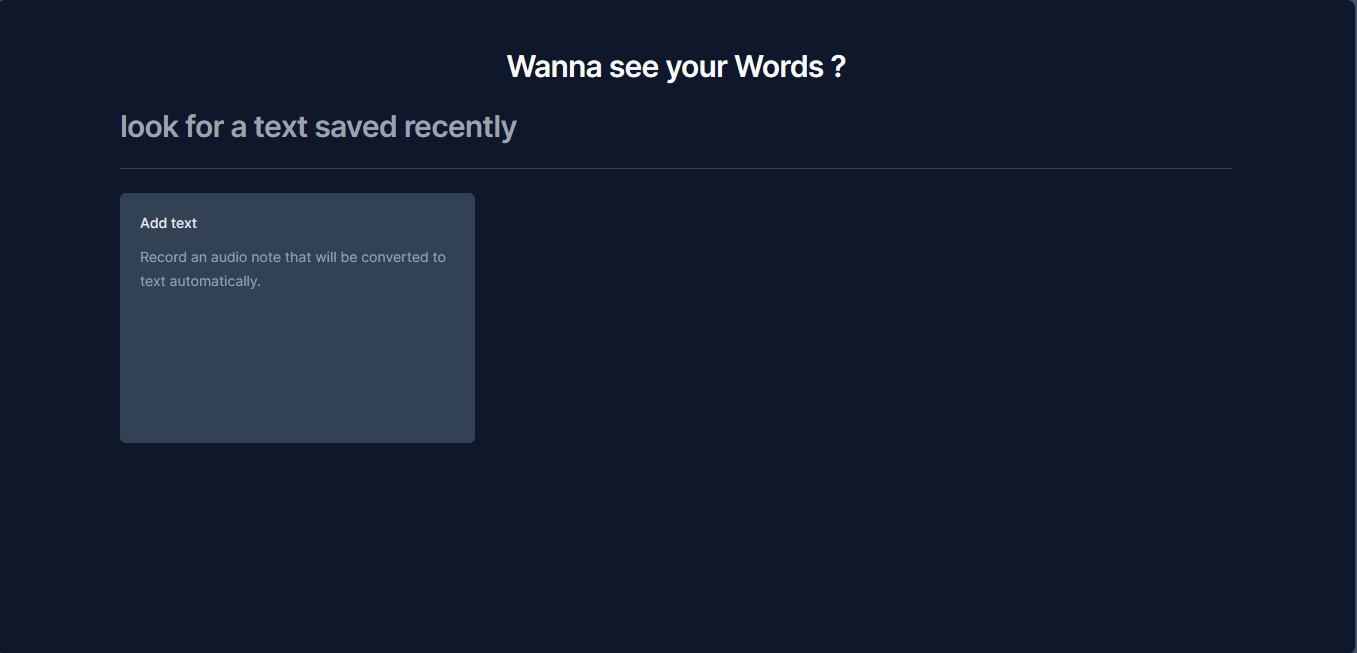 Wanna see your Words ?
look for a text saved recently
Add text
Record an audio note that will be converted to
text automatically.